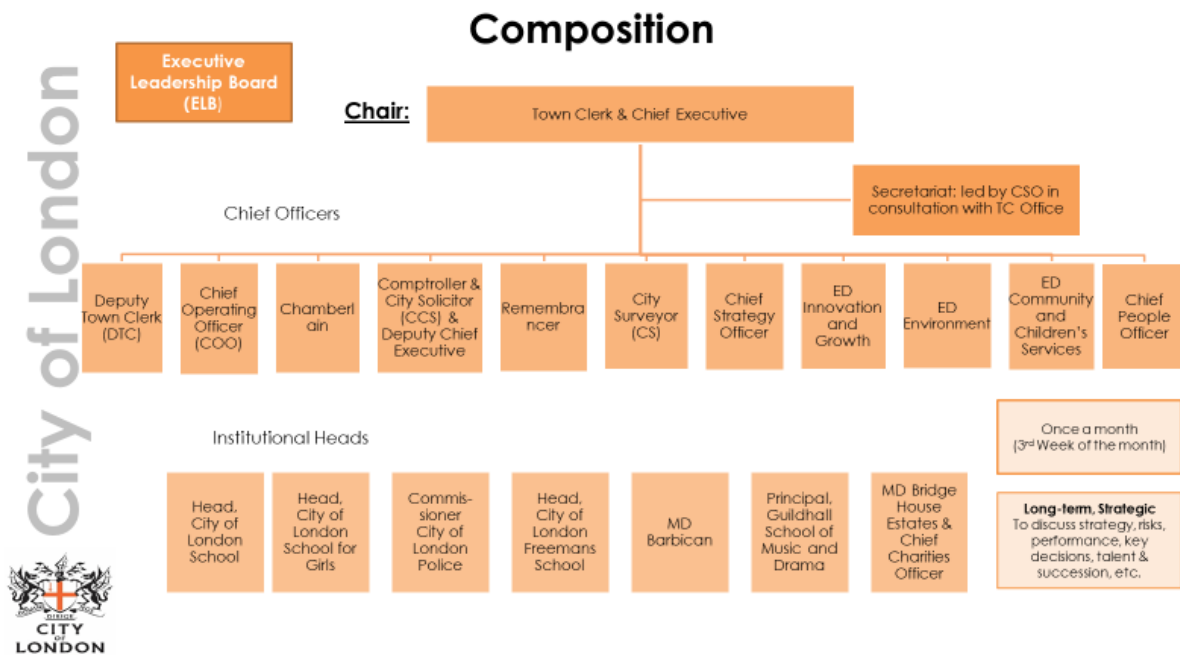 Composition
Executive
Leadership Board
(ELB)
Chair:
Town Clerk & Chief Executive
Secretariat: led by CSO in
consultation with TC Office
City of London
Chief Officers
Deputy
Town Clerk
(DTC)
Chief
Operating
Officer
(COO)
Chamberl
ain
Comptroller &
City Solicitor
(CCS) &
Deputy Chief
Executive
Remembra
ncer
City
Surveyor
(CS)
Chief
Strategy
Officer
ED
Innovation
and
Growth
ED
Environment
ED
Community
and
Children's
Services
Chief
People
Officer
Institutional Heads
Head,
City of
London
School
Head,
City of
London
School for
Girls
Commis-
sioner
City of
London
Police
Head,
City of
London
Freemans
School
MD
Barbican
Principal,
Guildhall
School of
Music and
Drama
MD Bridge
House
Estates &
Chief
Charities
Officer
Once a month
(3rd Week of the month)
Long-term, Strategic
To discuss strategy, risks,
performance, key
decisions, talent &
succession, etc.
CITY
OF
LONDON